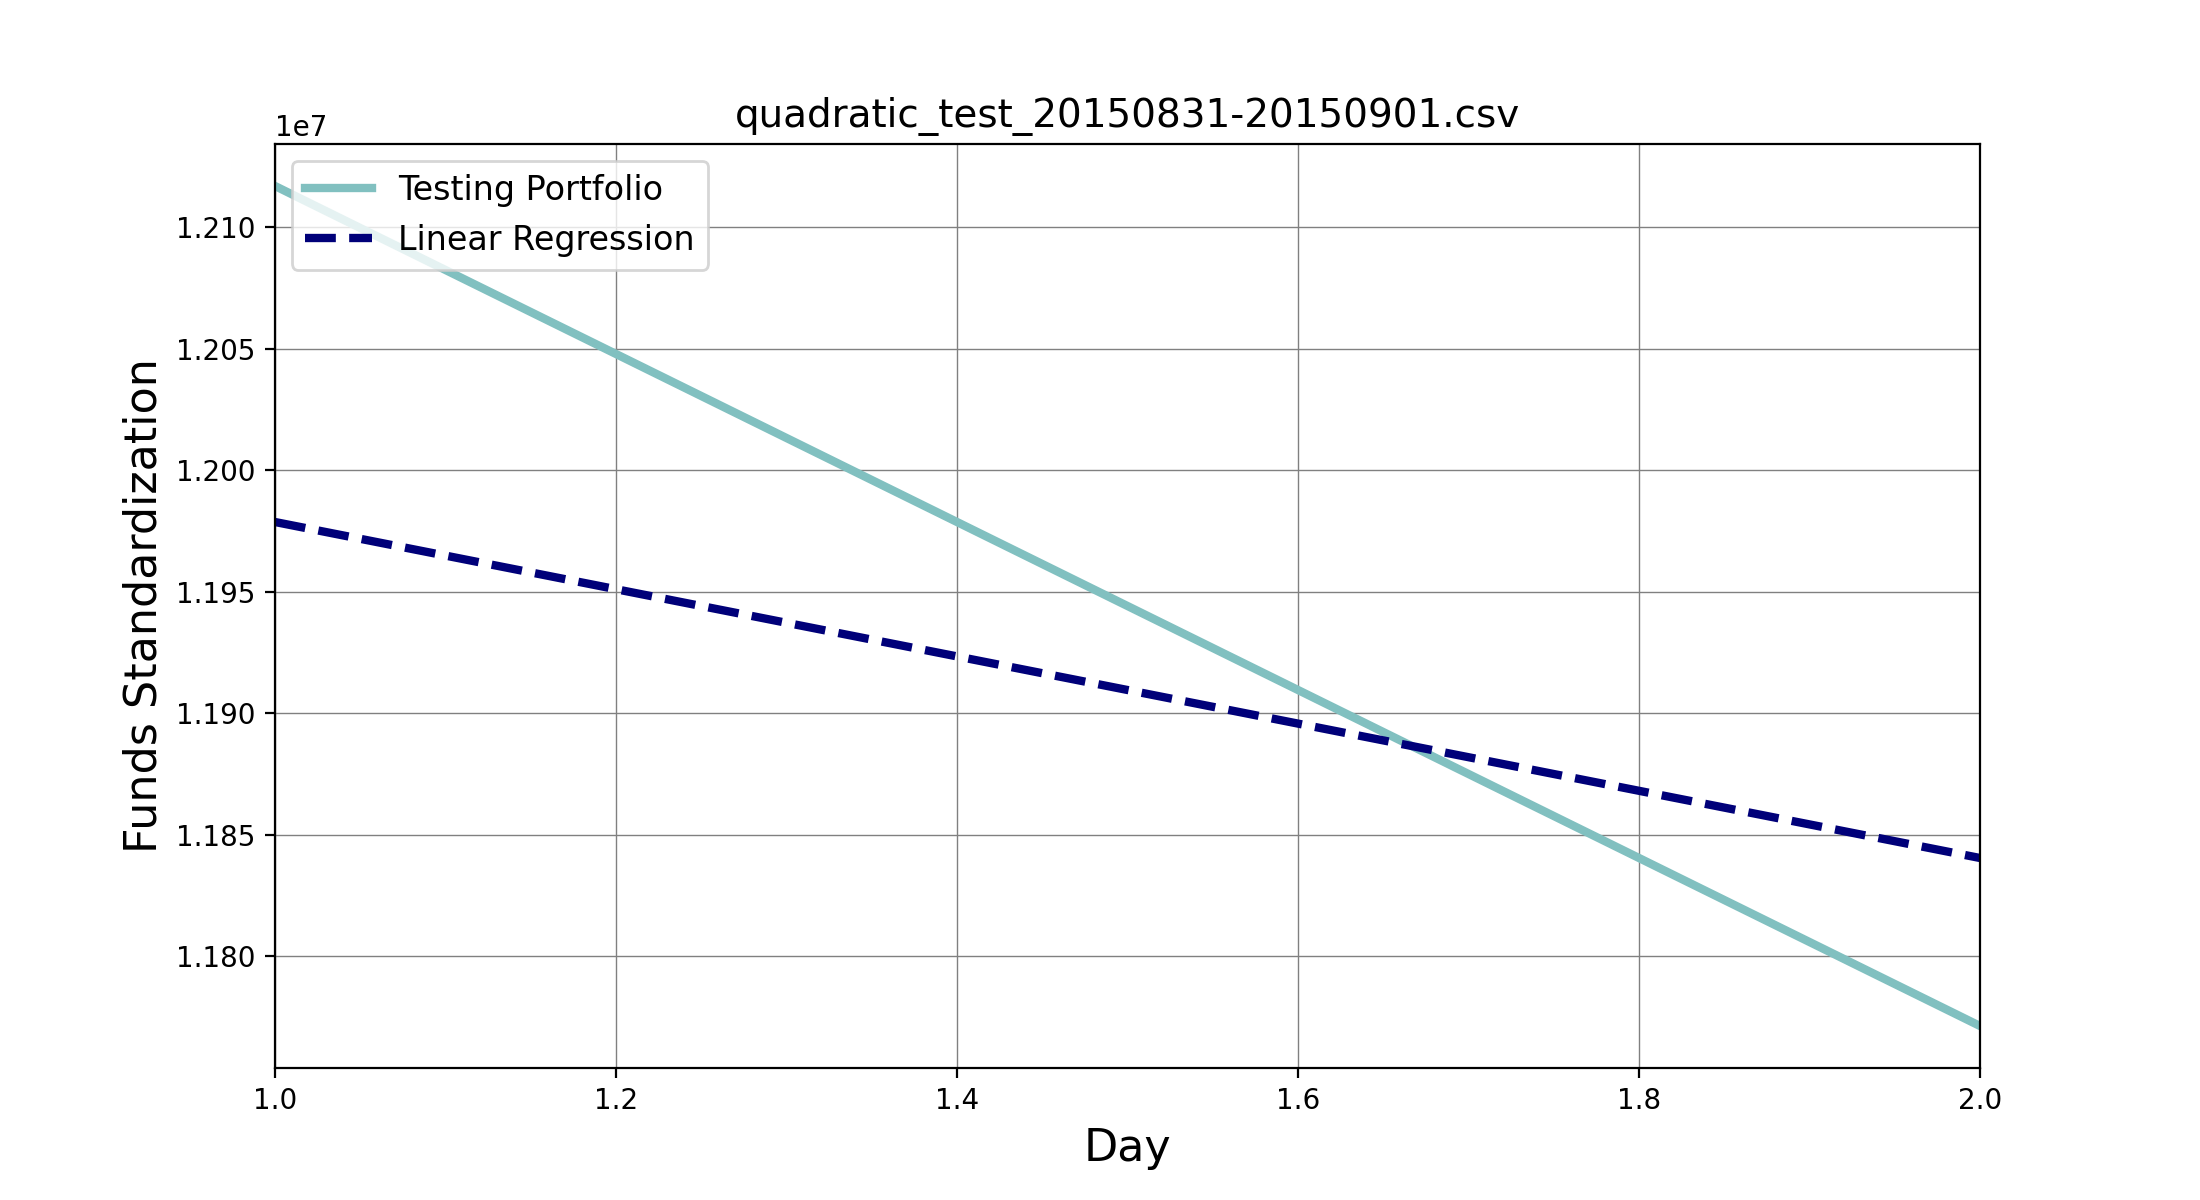 quadratic_test_20150831-20150901.csv
1e7
Testing Portfolio
Linear Regression
1.210
1.205
1.200
1.195
1.190
1.185
1.180
Funds Standardization
1.0 1.2 1.4 1.6 1.8 2.0
Day